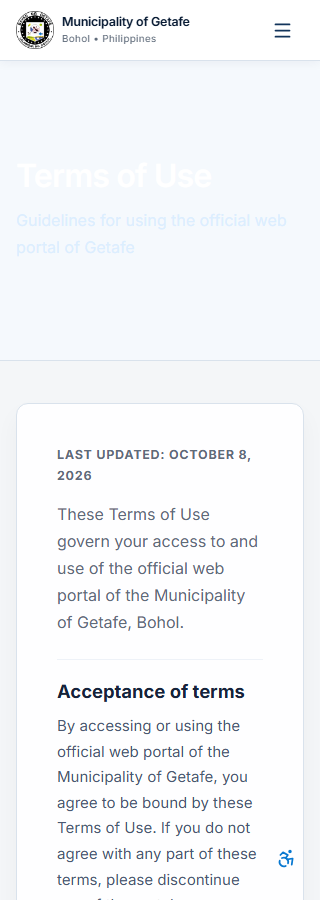 Municipality of Getafe
Bohol • Philippines
Terms of Use
Guidelines for using the official web
portal of Getafe
LAST UPDATED: OCTOBER 8,
2026
These Terms of Use
govern your access to and
use of the official web
portal of the Municipality
of Getafe, Bohol.
Acceptance of terms
By accessing or using the
official web portal of the
Municipality of Getafe, you
agree to be bound by these
Terms of Use. If you do not
agree with any part of these
terms, please discontinue